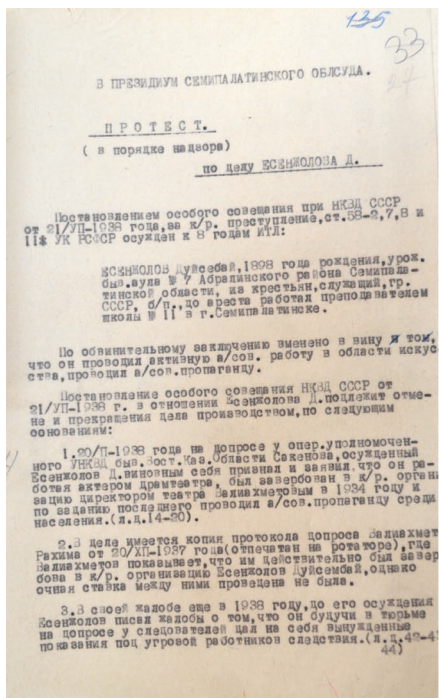 135
33
24
В ПРЕЗИДИУМ СЕМИПАЛАТИНСКОГО ОБЛСУДА.
ПРОТЕСТ.
( в порядке надзора)
по делу ЕСЕНЖОЛОВА Д.
Постановлением особого совещания при НКВД СССР
от 21/УП-1938 года,за к/р. преступление,ст.58-2,7,8 и
II УК РСФСР осужден к 8 годам ИТЛ:
ЕСЕНЖОЛОВ Дуйсебай,1898 года рождения,урож.
быв.аула № 7 Абралинского района Семипала-
тинской области, из крестьян,служащий,гр.
СССР, б/п.,до ареста работал преподавателем
школы № II в г.Семипалатинске.
По обвинительному заключению вменено в вину и том,
что он проводил активную а/сов. работу в области искус
ства,проводил а/сов.пропаганду.
Постановление особого совещания НКВД СССР от
21/УП-1938 г. в отношении Есенжолова Д.подлежит отме-
не и прекращения дела производством,по следующим
основаниям:
1.20/П-1938 года на допросе у опер.уполномочен-
ного УНКВД быв.Вост.Каз.Области Сакенова,осужденный
Есенжолов Д.виновным себя признал и заявил,что он ра-
ботая актером Драмтеатра, был завербован в к/р. органи
зацию директором театра Валиахметовым в 1934 году и
по заданию последнего проводил а/сов.пропаганду среди
населения.(л.д.14-20).
2.В деле имеется копия протокола допроса Валиахмет
Рахима от 20/ХП-1937 года(отпечатан на ротаторе),где
Валиахметов показывает,что им действительно был завер
бова в к/р. организацию Есенжолов Дуйсембай,однако
очная ставка между ними проведена не была.
3.В своей жалобе еще в 1938 году,до его осуждения
Есенжолов писал жалобы о том,что он будучи в тюрьме
на допросе у следователей дал на себя вынужденные
показания под угрозой работников следствия.(л.д.42-4
44)